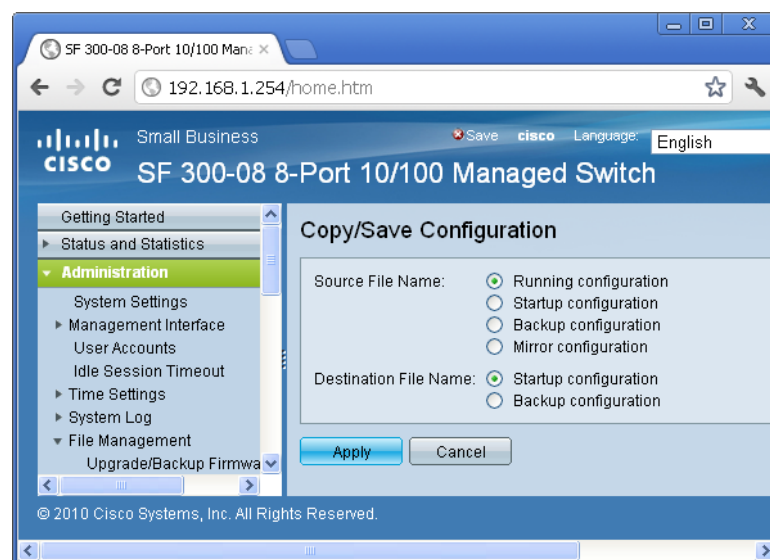 SF 300-08 8-Port 10/100 Mana
192.168.1.254/home.htm
Small Business
Save cisco Language: English
CISCO
SF 300-08 8-Port 10/100 Managed Switch
Getting Started
Status and Statistics
Administration
System Settings
Management Interface
User Accounts
Idle Session Timeout
Time Settings
System Log
File Management
Upgrade/Backup Firmwa
Copy/Save Configuration
Source File Name: Running configuration
Startup configuration
Backup configuration
Mirror configuration
Destination File Name: Startup configuration
Backup configuration
Apply Cancel
© 2010 Cisco Systems, Inc. All Rights Reserved.